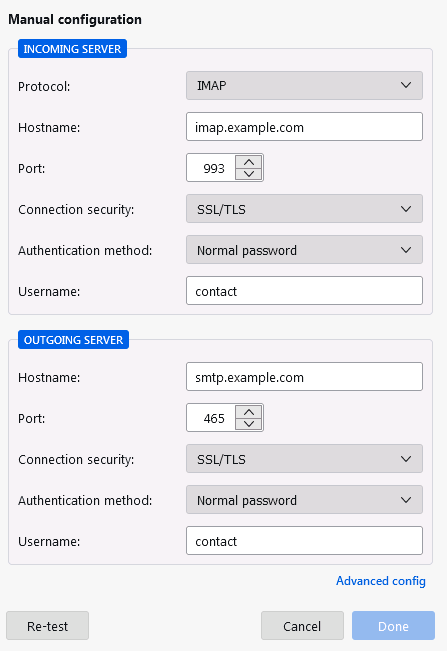 Manual configuration
INCOMING SERVER
Protocol: IMAP
Hostname: imap.example.com
Port: 993
Connection security: SSL/TLS
Authentication method: Normal password
Username: contact
OUTGOING SERVER
Hostname: smtp.example.com
Port: 465
Connection security: SSL/TLS
Authentication method: Normal password
Username: contact
Advanced config
Re-test Cancel Done